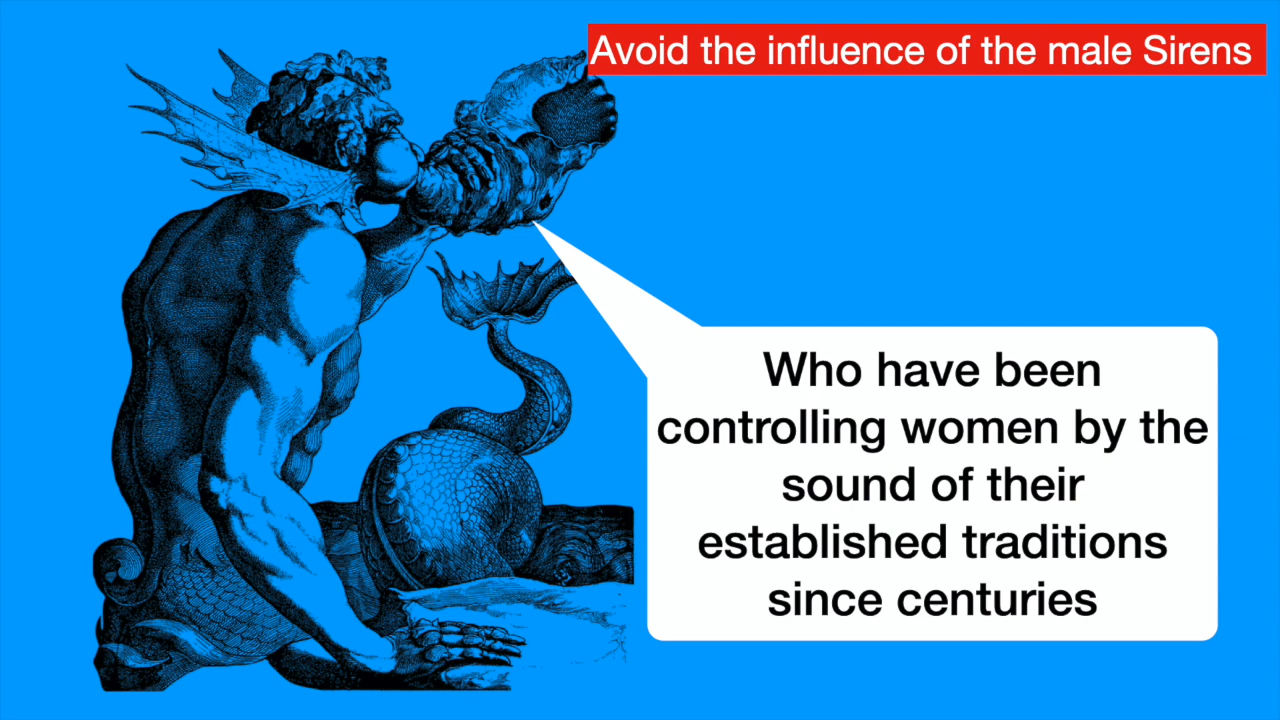 Avoid the influence of the male Sirens
Who have been
controlling women by the
sound of their
established traditions
since centuries